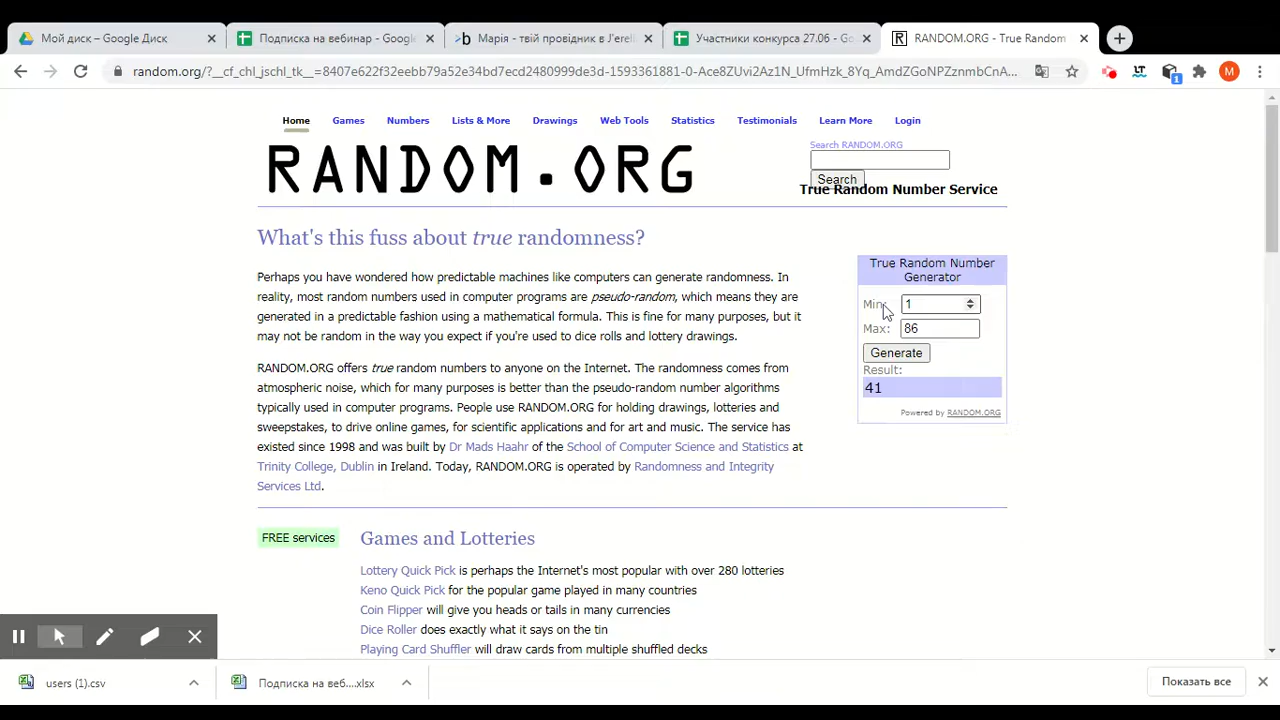 Мой диск – Google Диск
Подписка на вебинар - Google
Марія - твій провідник в J'erell
Участники конкурса 27.06 - Go
RANDOM.ORG - True Random
random.org/?__cf_chl_jschl_tk__=8407e622f32eebb79a52e34bd7ecd2480999de3d-1593361881-0-Ace8ZUvi2Az1N_UfmHzk_8Yq_AmdZGoNPZznmbCnA...
1
M
Home
Games
Numbers
Lists & More
Drawings
Web Tools
Statistics
Testimonials
Learn More
Login
Search RANDOM.ORG
RANDOM.ORG
Search
True Random Number Service
What's this fuss about true randomness?
Perhaps you have wondered how predictable machines like computers can generate randomness. In
reality, most random numbers used in computer programs are pseudo-random, which means they are
generated in a predictable fashion using a mathematical formula. This is fine for many purposes, but it
may not be random in the way you expect if you're used to dice rolls and lottery drawings.
RANDOM.ORG offers true random numbers to anyone on the Internet. The randomness comes from
atmospheric noise, which for many purposes is better than the pseudo-random number algorithms
typically used in computer programs. People use RANDOM.ORG for holding drawings, lotteries and
sweepstakes, to drive online games, for scientific applications and for art and music. The service has
existed since 1998 and was built by Dr Mads Haahr of the School of Computer Science and Statistics at
Trinity College, Dublin in Ireland. Today, RANDOM.ORG is operated by Randomness and Integrity
Services Ltd.
True Random Number
Generator
Min: 1
Max: 86
Generate
Result:
41
Powered by RANDOM.ORG
FREE services
Games and Lotteries
Lottery Quick Pick is perhaps the Internet's most popular with over 280 lotteries
Keno Quick Pick for the popular game played in many countries
Coin Flipper will give you heads or tails in many currencies
Dice Roller does exactly what it says on the tin
Playing Card Shuffler will draw cards from multiple shuffled decks
users (1).csv
Подписка на веб....xlsx
Показать все